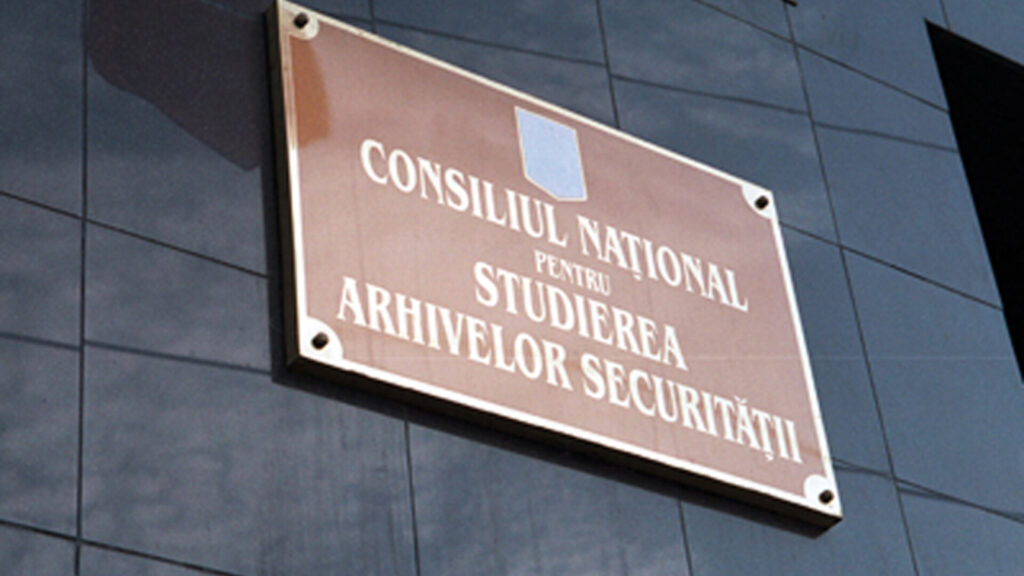 CONSILIUL NAȚIONAL
PENTRU
STUDIEREA
ARHIVELOR SECURITĂȚII